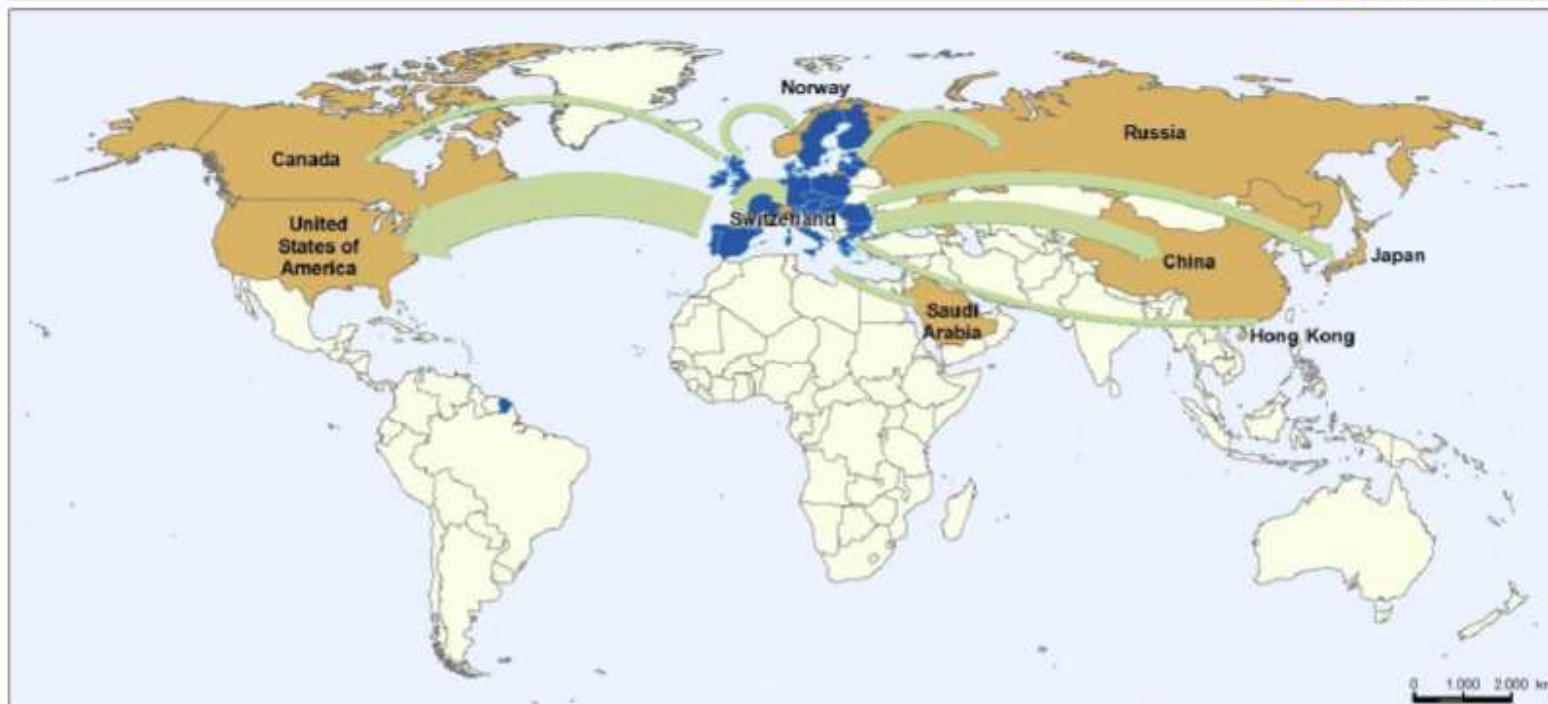 Norway
Canada
Russia
United
States of
America
Switzerland
China
Japan
Saudi
Arabia
Hong Kong
0 1 000 2 000 km